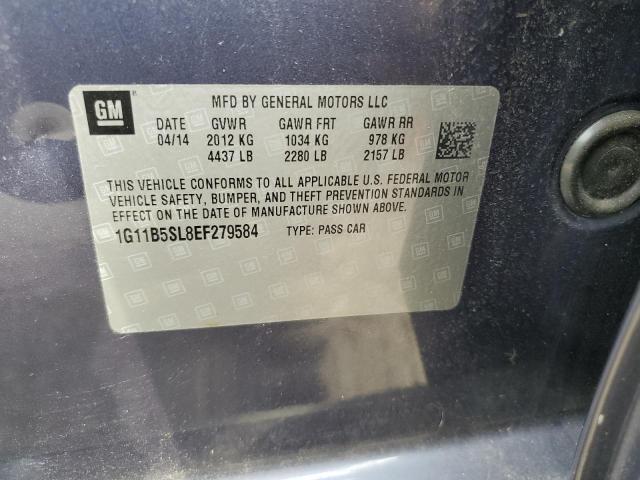 GM
MFD BY GENERAL MOTORS LLC
DATE GVWR GAWR FRT GAWR RR
04/14 2012 KG 1034 KG 978 KG
4437 LB 2280 LB 2157 LB
THIS VEHICLE CONFORMS TO ALL APPLICABLE U.S. FEDERAL MOTOR
VEHICLE SAFETY, BUMPER, AND THEFT PREVENTION STANDARDS IN
EFFECT ON THE DATE OF MANUFACTURE SHOWN ABOVE.
1G11B5SL8EF279584 TYPE: PASS CAR